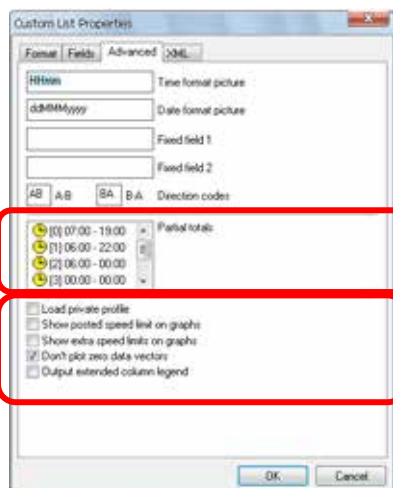 Custom List Properties
Format Fields Advanced XML
HHmm Time format picture
ddMMMyyyy Date format picture
Fixed field 1
Fixed field 2
AB A-B BA B-A Direction codes
[0] 07:00 - 19:00 Partial totals
[1] 06:00 - 22:00
[2] 06:00 - 00:00
[3] 00:00 - 00:00
Load private profile
Show posted speed limit on graphs
Show extra speed limits on graphs
Don't plot zero data vectors
Output extended column legend
OK Cancel